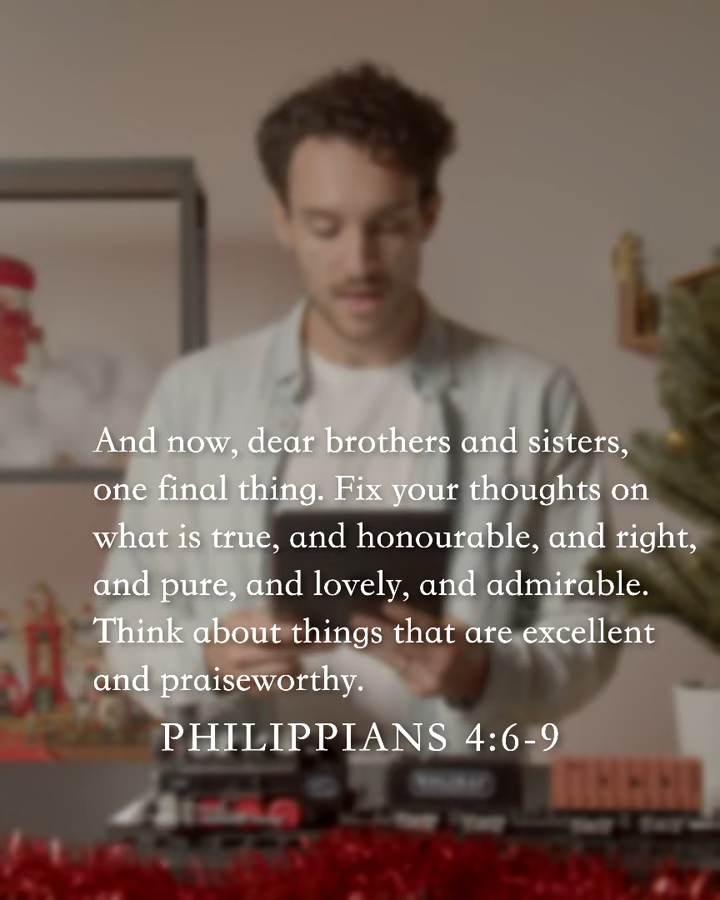 And now, dear brothers and sisters,
one final thing. Fix your thoughts on
what is true, and honourable, and right,
and pure, and lovely, and admirable.
Think about things that are excellent
and praiseworthy.
PHILIPPIANS 4:6-9